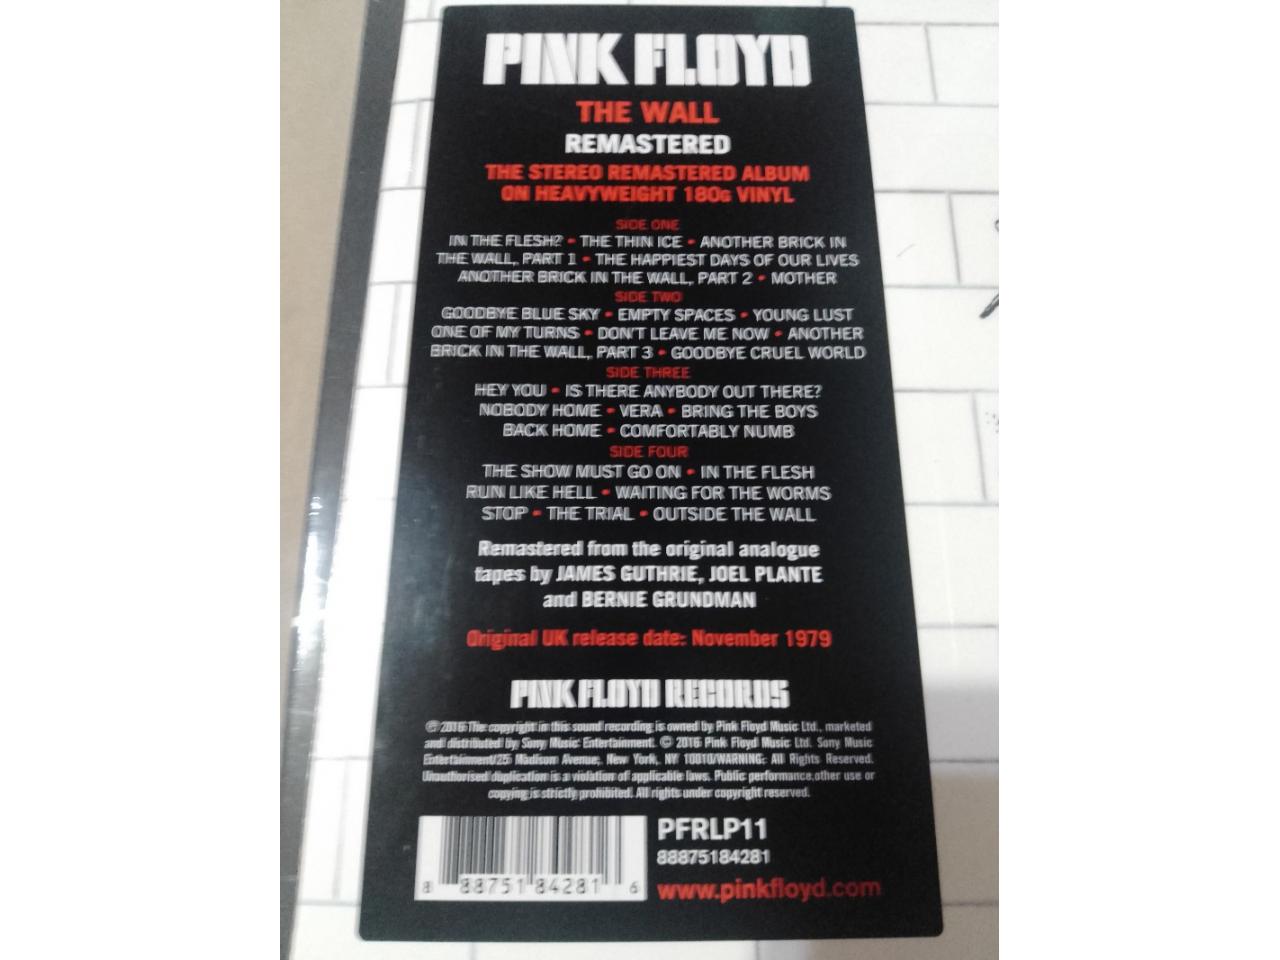 PINK FLOYD
THE WALL
REMASTERED
THE STEREO REMASTERED ALBUM
ON HEAVYWEIGHT 180G VINYL
SIDE ONE
IN THE FLESH? • THE THIN ICE • ANOTHER BRICK IN
THE WALL, PART 1 • THE HAPPIEST DAYS OF OUR LIVES
ANOTHER BRICK IN THE WALL, PART 2 • MOTHER
SIDE TWO
GOODBYE BLUE SKY • EMPTY SPACES • YOUNG LUST
ONE OF MY TURNS • DON'T LEAVE ME NOW • ANOTHER
BRICK IN THE WALL, PART 3 • GOODBYE CRUEL WORLD
SIDE THREE
HEY YOU • IS THERE ANYBODY OUT THERE?
NOBODY HOME • VERA • BRING THE BOYS
BACK HOME • COMFORTABLY NUMB
SIDE FOUR
THE SHOW MUST GO ON • IN THE FLESH
RUN LIKE HELL • WAITING FOR THE WORMS
STOP • THE TRIAL • OUTSIDE THE WALL
Remastered from the original analogue
tapes by JAMES GUTHRIE, JOEL PLANTE
and BERNIE GRUNDMAN
Original UK release date: November 1979
PINK FLOYD RECORDS
℗ 2016 The copyright in this sound recording is owned by Pink Floyd Music Ltd., marketed
and distributed by Sony Music Entertainment. © 2016 Pink Floyd Music Ltd. Sony Music
Entertainment/25 Madison Avenue, New York, NY 10010/WARNING: All Rights Reserved.
Unauthorised duplication is a violation of applicable laws. Public performance,other use or
copying is strictly prohibited. All rights under copyright reserved.
PFRLP11
88875184281
www.pinkfloyd.com
8 88751 84281 6